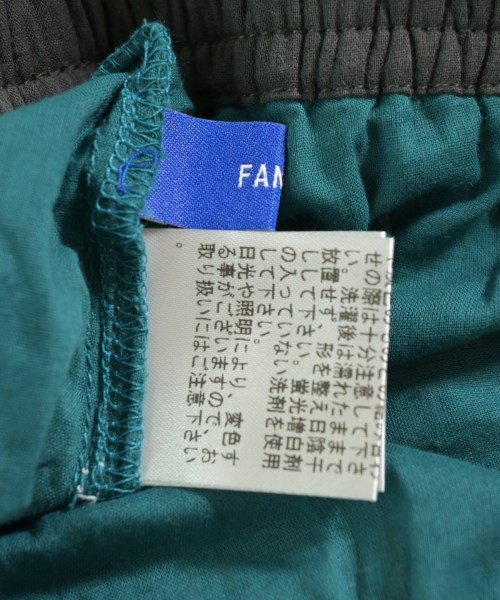 FAN
せの際は十分注意して下さ
い。洗濯後は濡れたままで
放置せず、形を整え日陰干
しして下さい。蛍光増白剤
の入っていない洗剤を使用
して下さい。
日光や照明により、変色す
る事がございますので、お
取り扱いにはご注意下さい
。